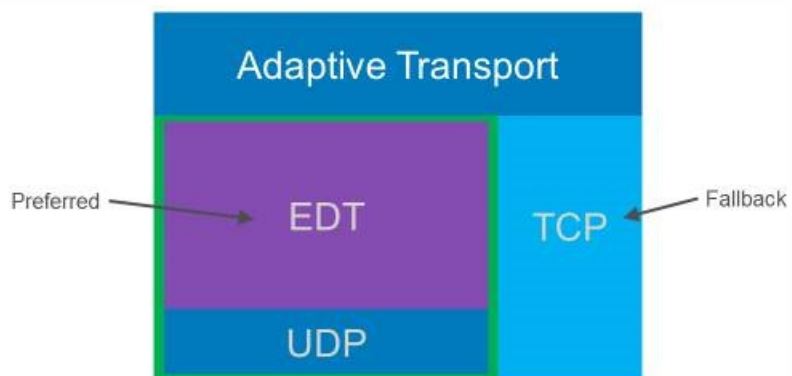 Adaptive Transport
Preferred
EDT
TCP
Fallback
UDP